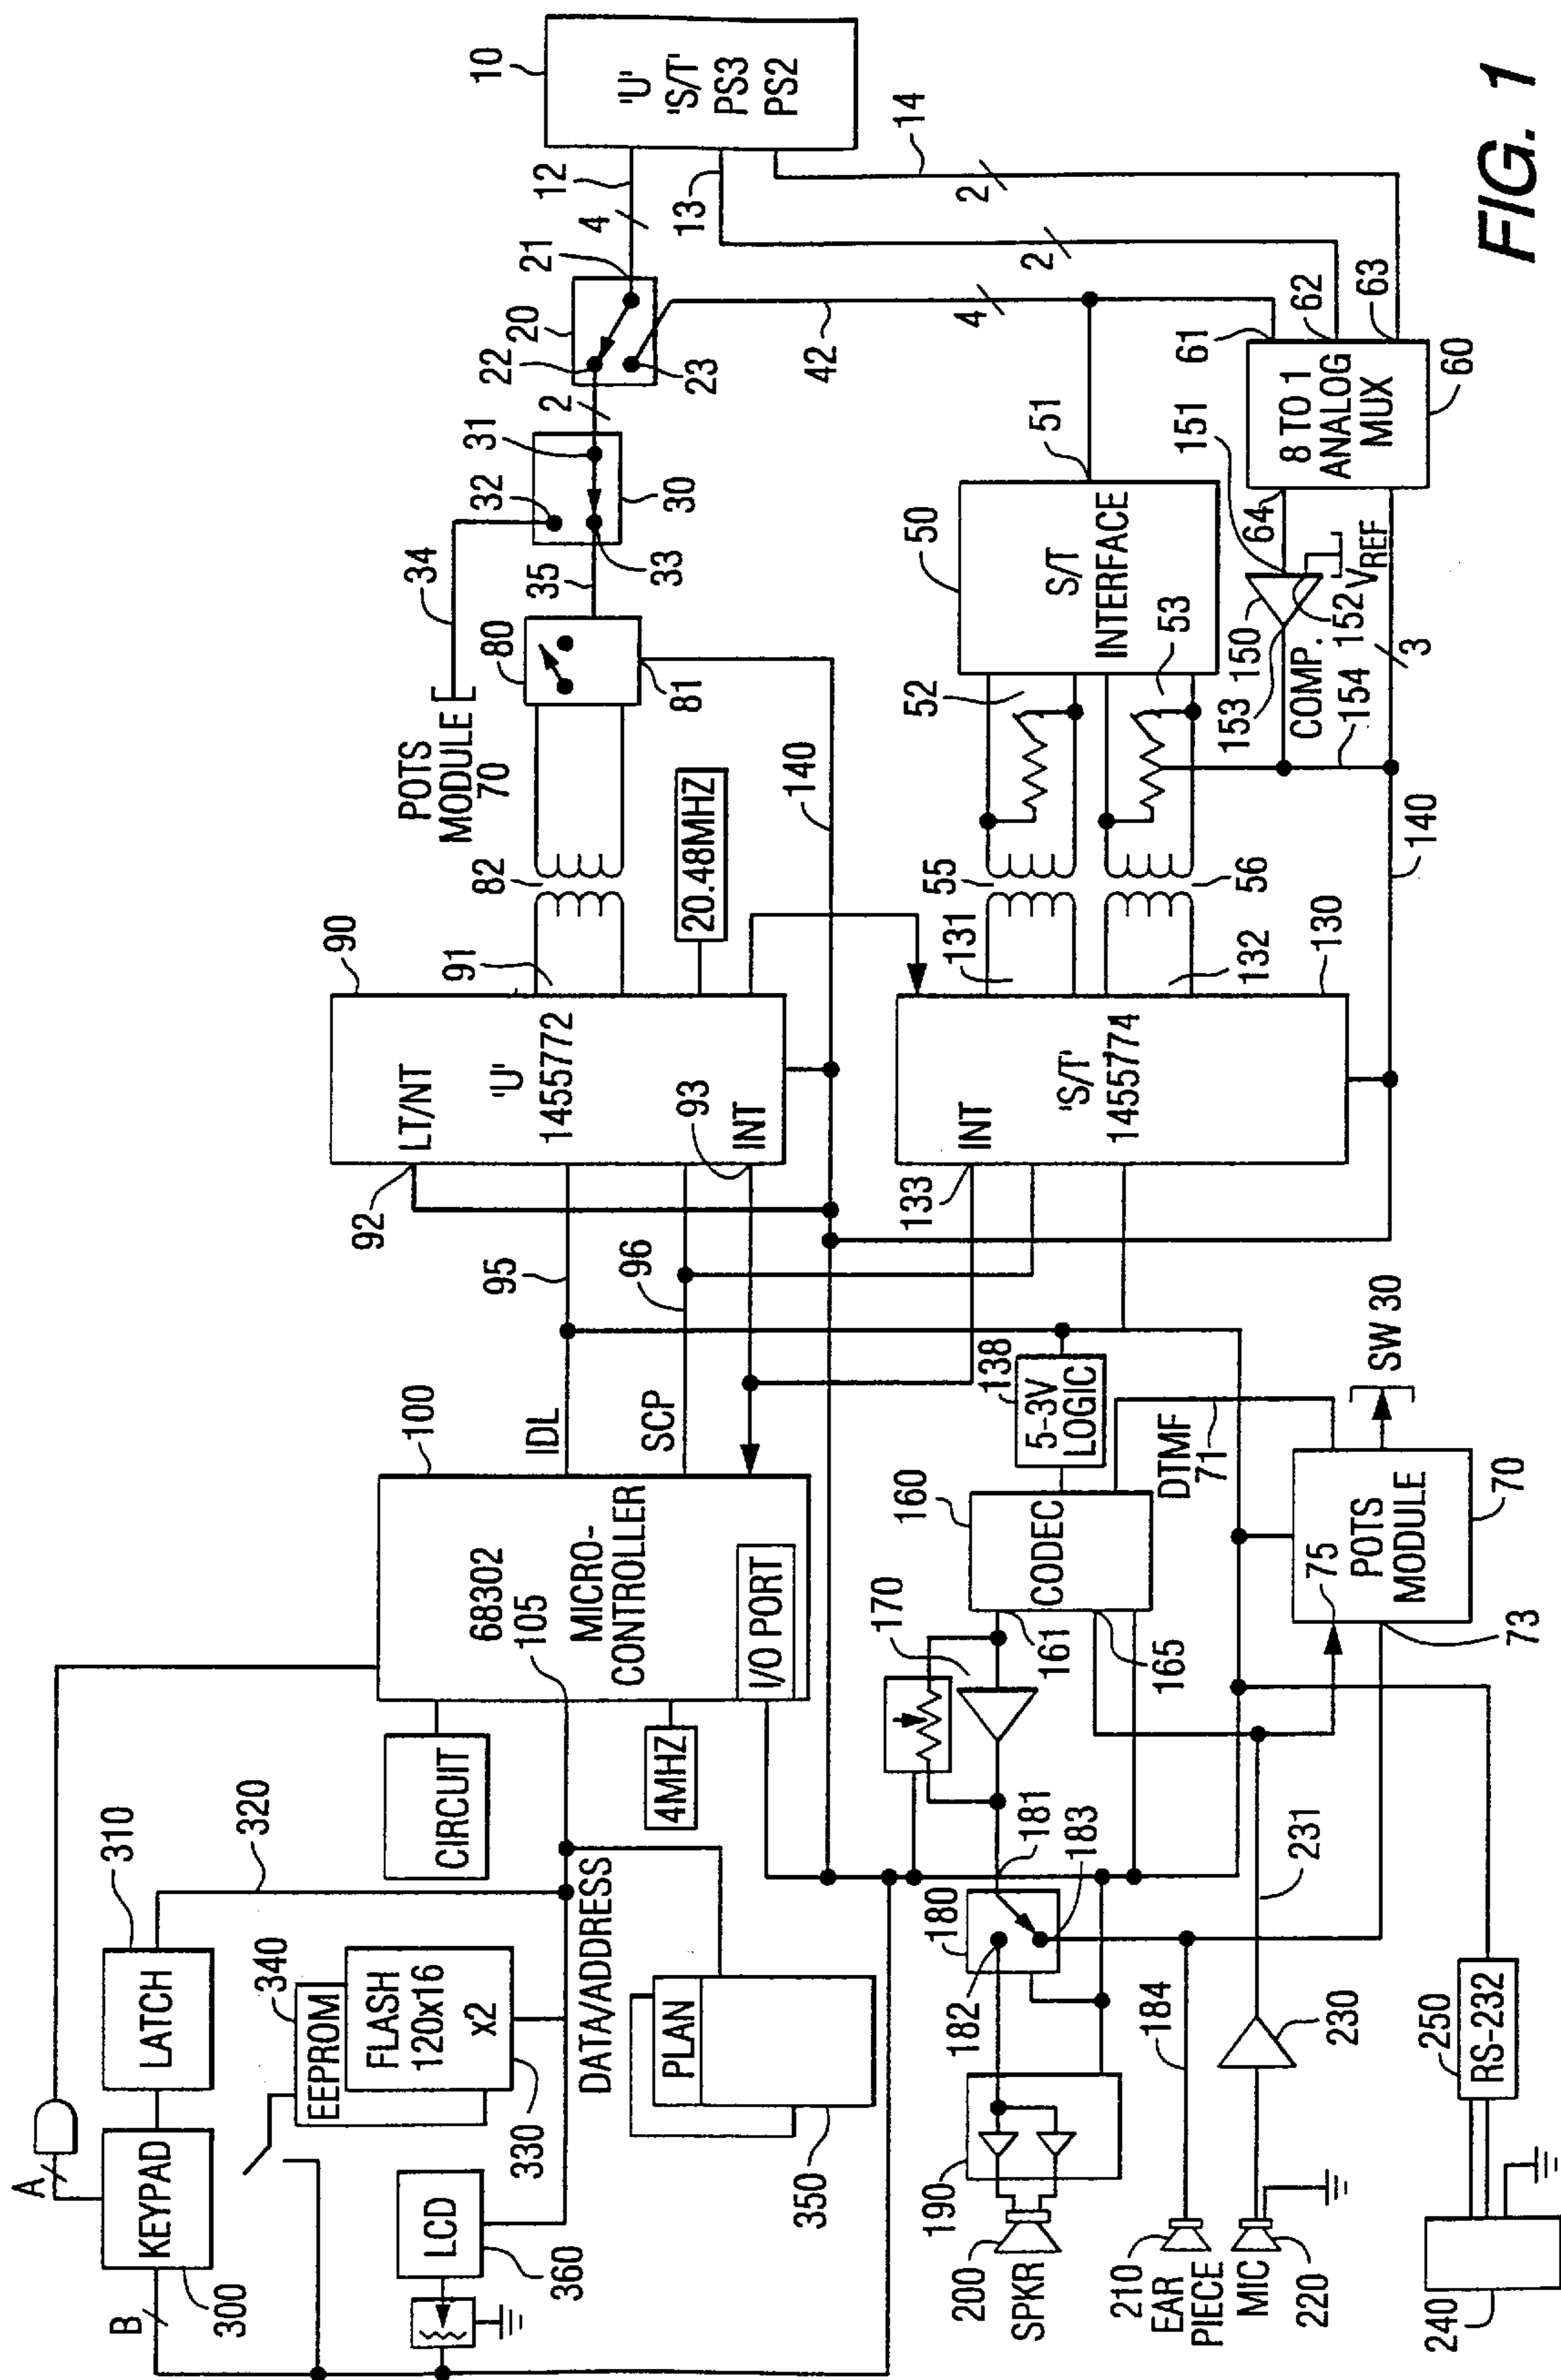 10
'U'
'S/T'
PS3
PS2
12
4
13
2
14
2
21
20
22
23
2
42
4
31
32
30
33
34
35
POTS
MODULE
70
80
81
82
20.48MHZ
140
90
91
LT/NT
'U'
1455772
93
INT
92
95
96
51
50
S/T
INTERFACE
52
53
55
56
61
62
63
8 TO 1
ANALOG
MUX
60
64
151
150
152
VREF
153
COMP.
154
3
140
131
132
130
INT
'S/T'
1455774
133
100
IDL
SCP
68302
105
MICRO-
CONTROLLER
I/O PORT
CIRCUIT
4MHZ
138
5-3V
LOGIC
DTMF
71
SW 30
160
CODEC
161
165
170
75
POTS
MODULE
70
73
310
LATCH
320
A
KEYPAD
300
B
340
EEPROM
FLASH
120x16
x2
330
DATA/ADDRESS
PLAN
350
LCD
360
180
181
182
183
184
190
200
SPKR
210
EAR
PIECE
MIC
220
230
231
240
250
RS-232
FIG. 1